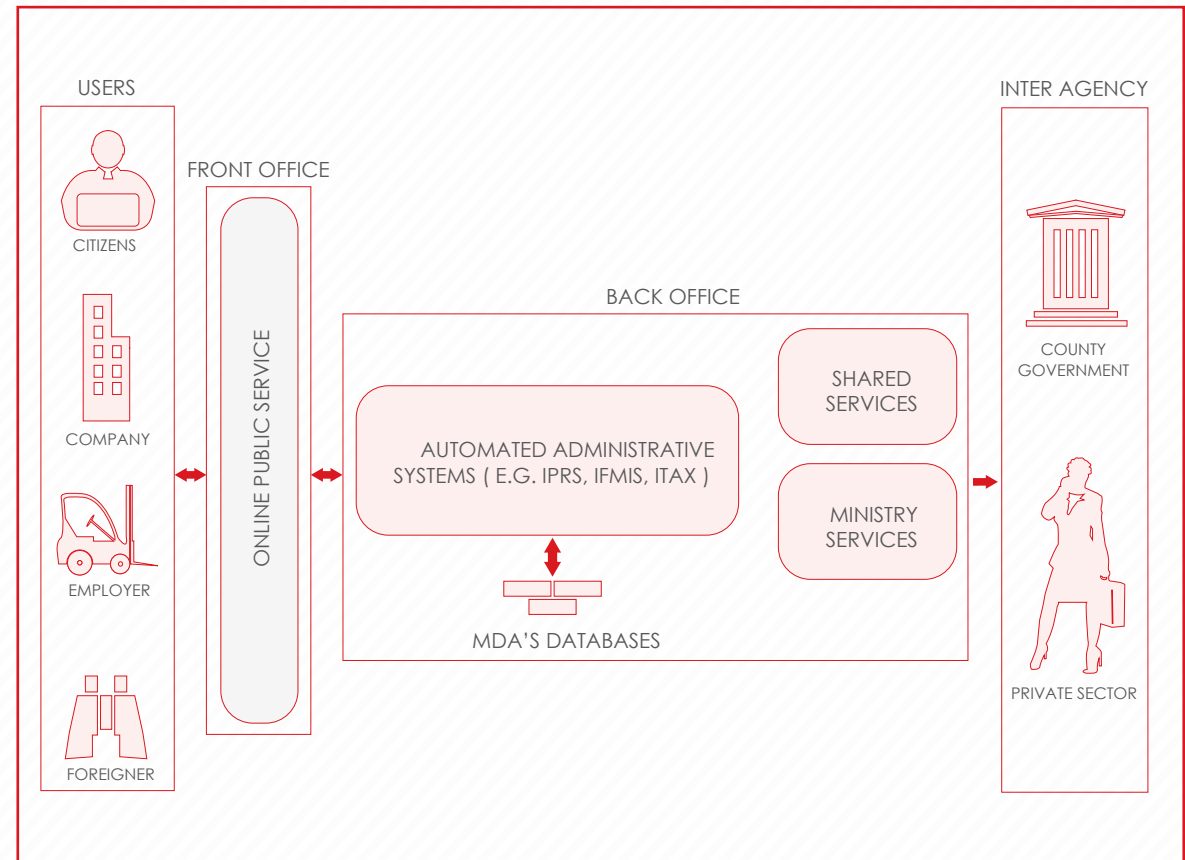 USERS
CITIZENS
COMPANY
EMPLOYER
FOREIGNER
FRONT OFFICE
ONLINE PUBLIC SERVICE
BACK OFFICE
AUTOMATED ADMINISTRATIVE
SYSTEMS ( E.G. IPRS, IFMIS, ITAX )
MDA'S DATABASES
SHARED
SERVICES
MINISTRY
SERVICES
INTER AGENCY
COUNTY
GOVERNMENT
PRIVATE SECTOR